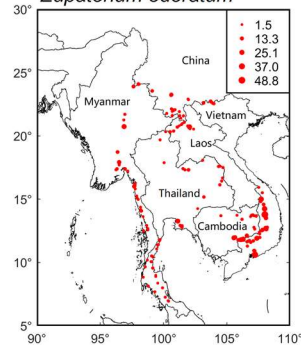 Eupatorium odoratum
30°
25°
20°
15°
10°
5°
90°
95°
100°
105°
110°
1.5
13.3
25.1
37.0
48.8
China
Myanmar
Vietnam
Laos
Thailand
Cambodia